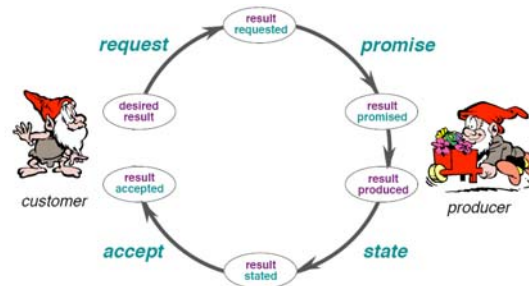 result
requested
request
promise
desired
result
result
promised
customer
result
accepted
result
produced
producer
accept
state
result
stated